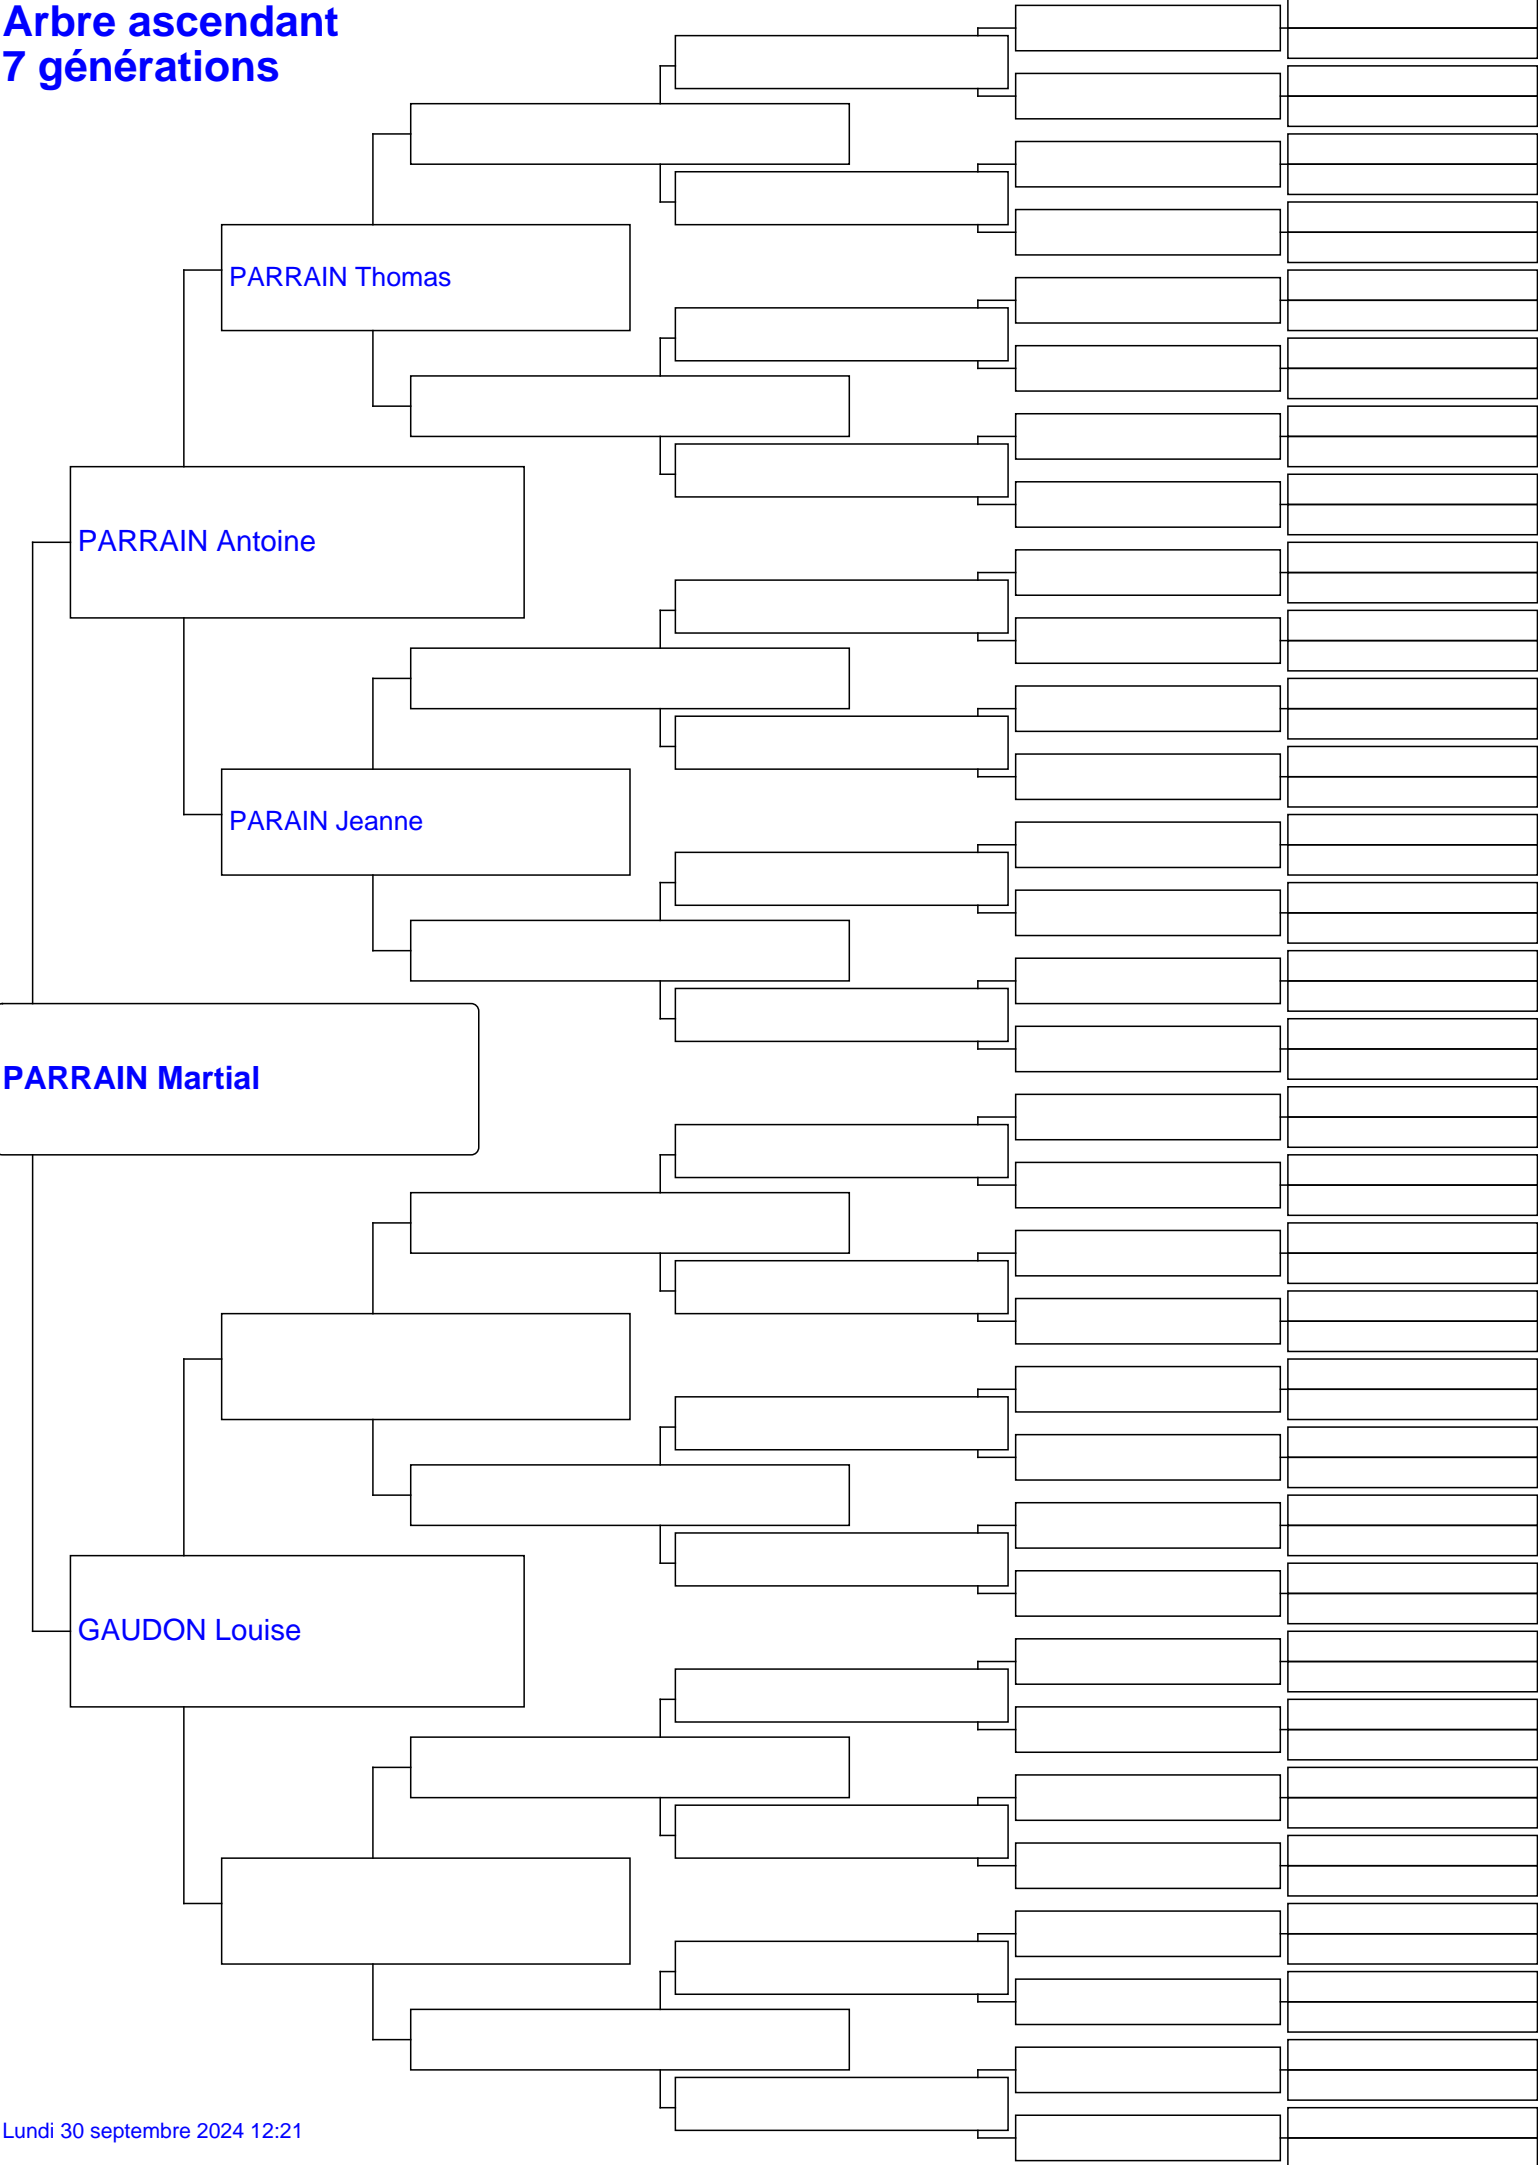 Arbre ascendant
7 générations
PARRAIN Thomas
PARRAIN Antoine
PARAIN Jeanne
PARRAIN Martial
GAUDON Louise
Lundi 30 septembre 2024 12:21